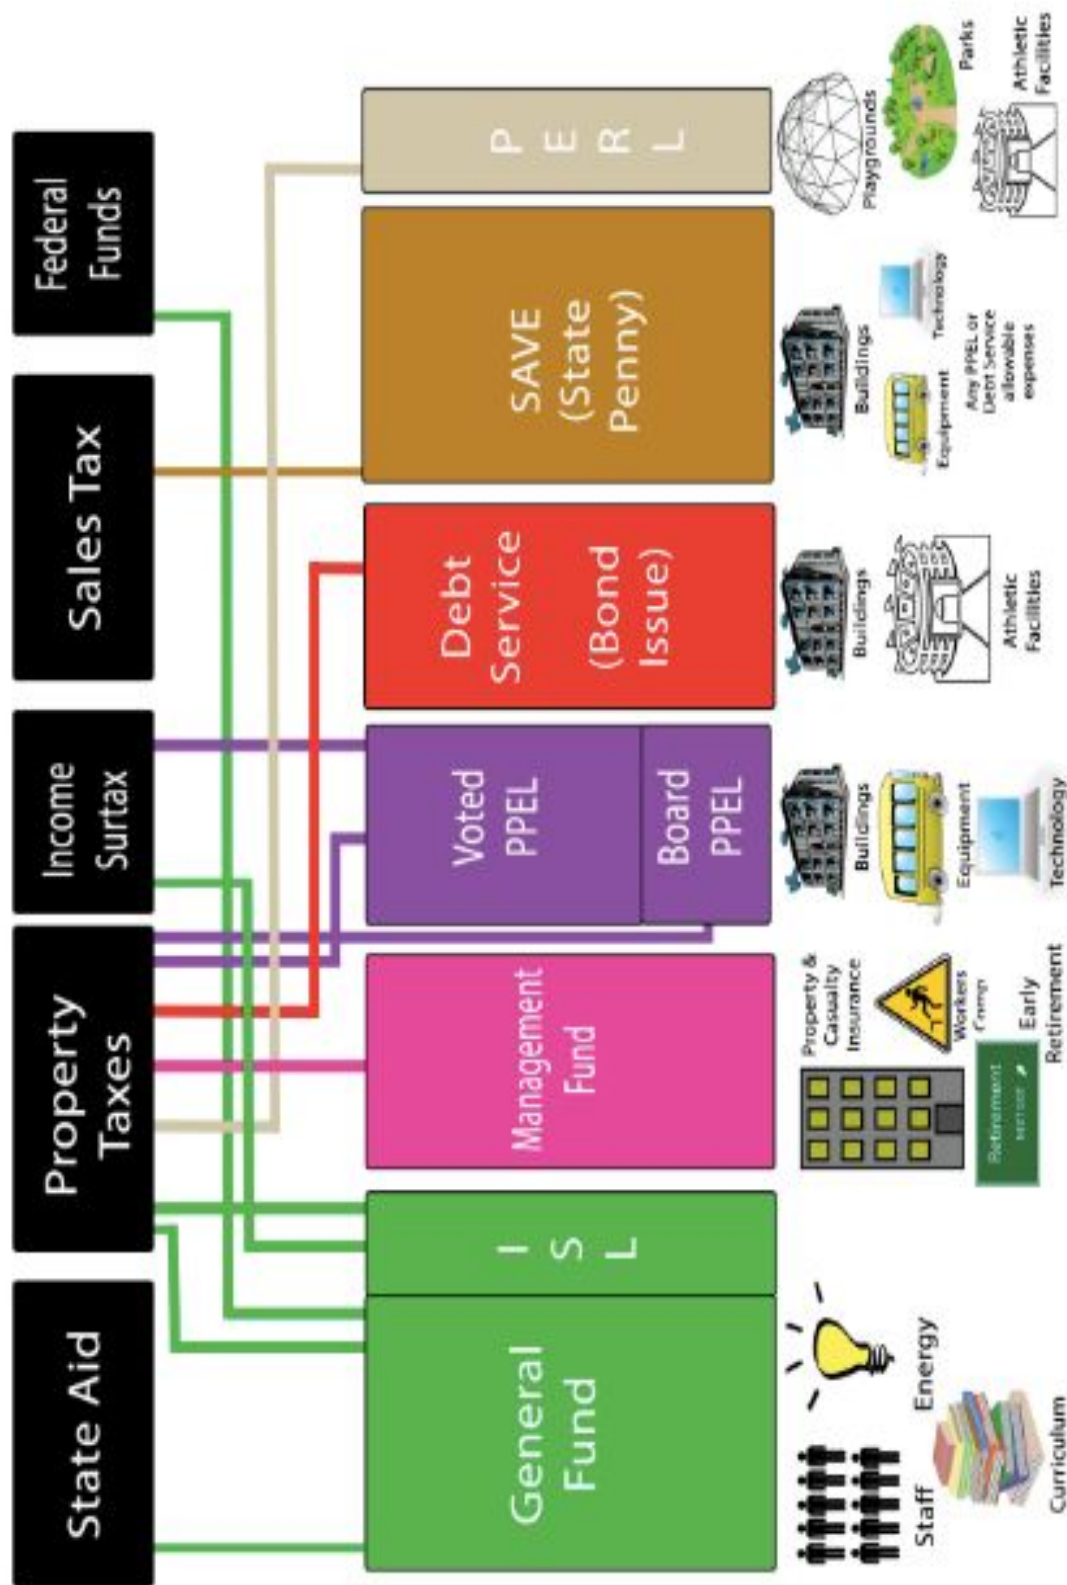 State Aid
Property
Taxes
Income
Surtax
Sales Tax
Federal
Funds
General
Fund
I
S
L
Management
Fund
Voted
PPEL
Board
PPEL
Debt
Service
(Bond
Issue)
SAVE
(State
Penny)
P
E
R
L
Staff
Energy
Curriculum
Property &
Casualty
Insurance
Workers
Comp
Retirement
Early
Retirement
Buildings
Equipment
Technology
Buildings
Athletic
Facilities
Buildings
Equipment
Technology
Any PPEL or
Debt Service
allowable
expenses
Playgrounds
Parks
Athletic
Facilities